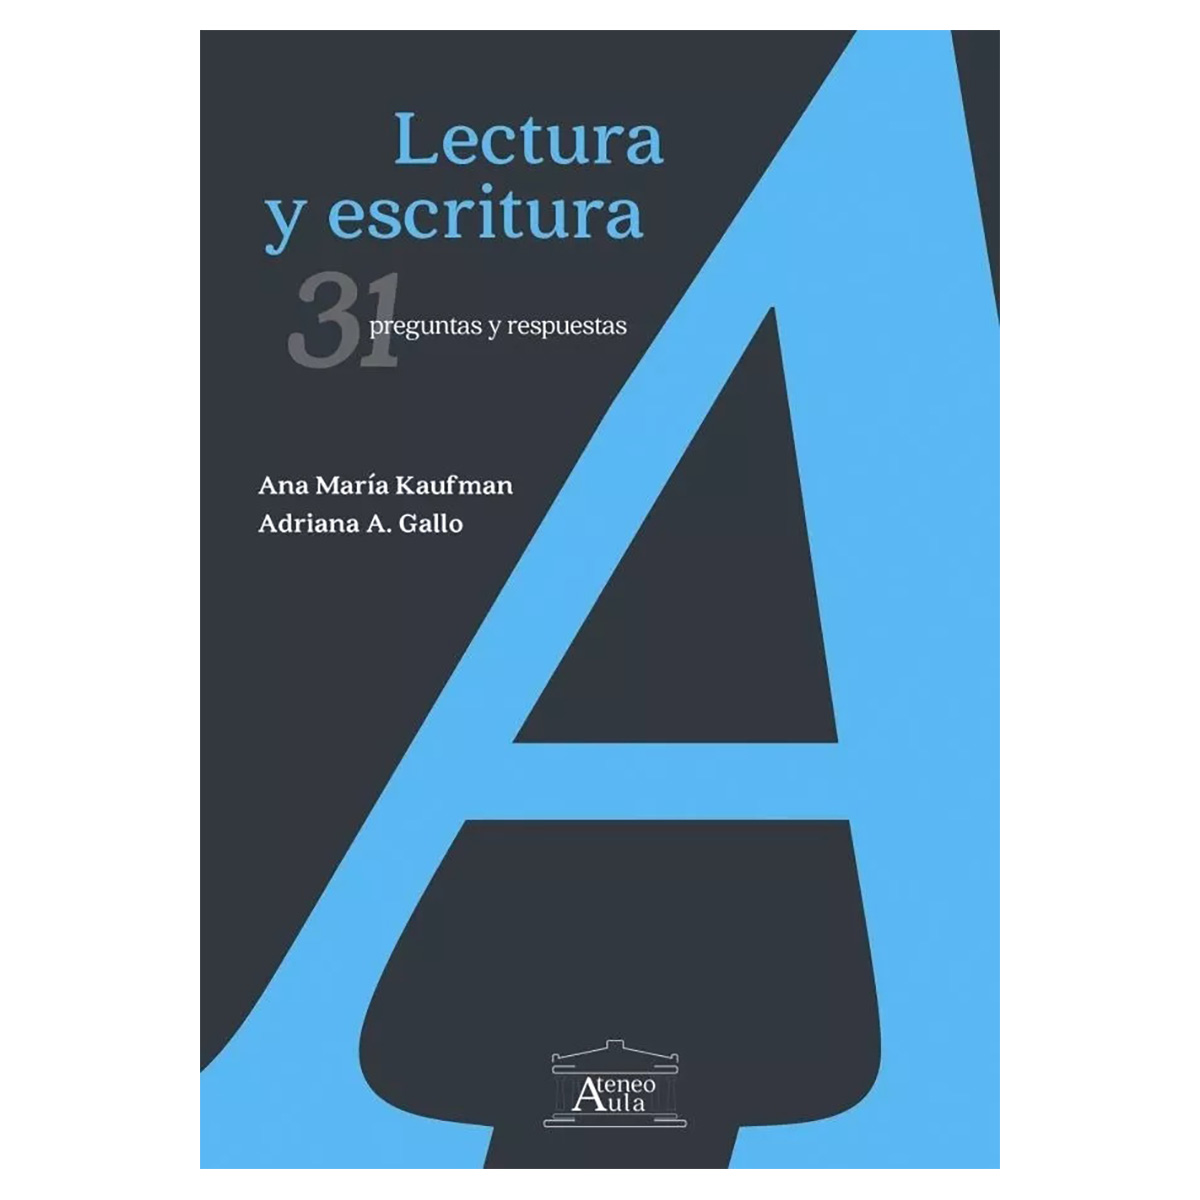 Lectura
y escritura
31
preguntas y respuestas
Ana María Kaufman
Adriana A. Gallo
Ateneo
Aula